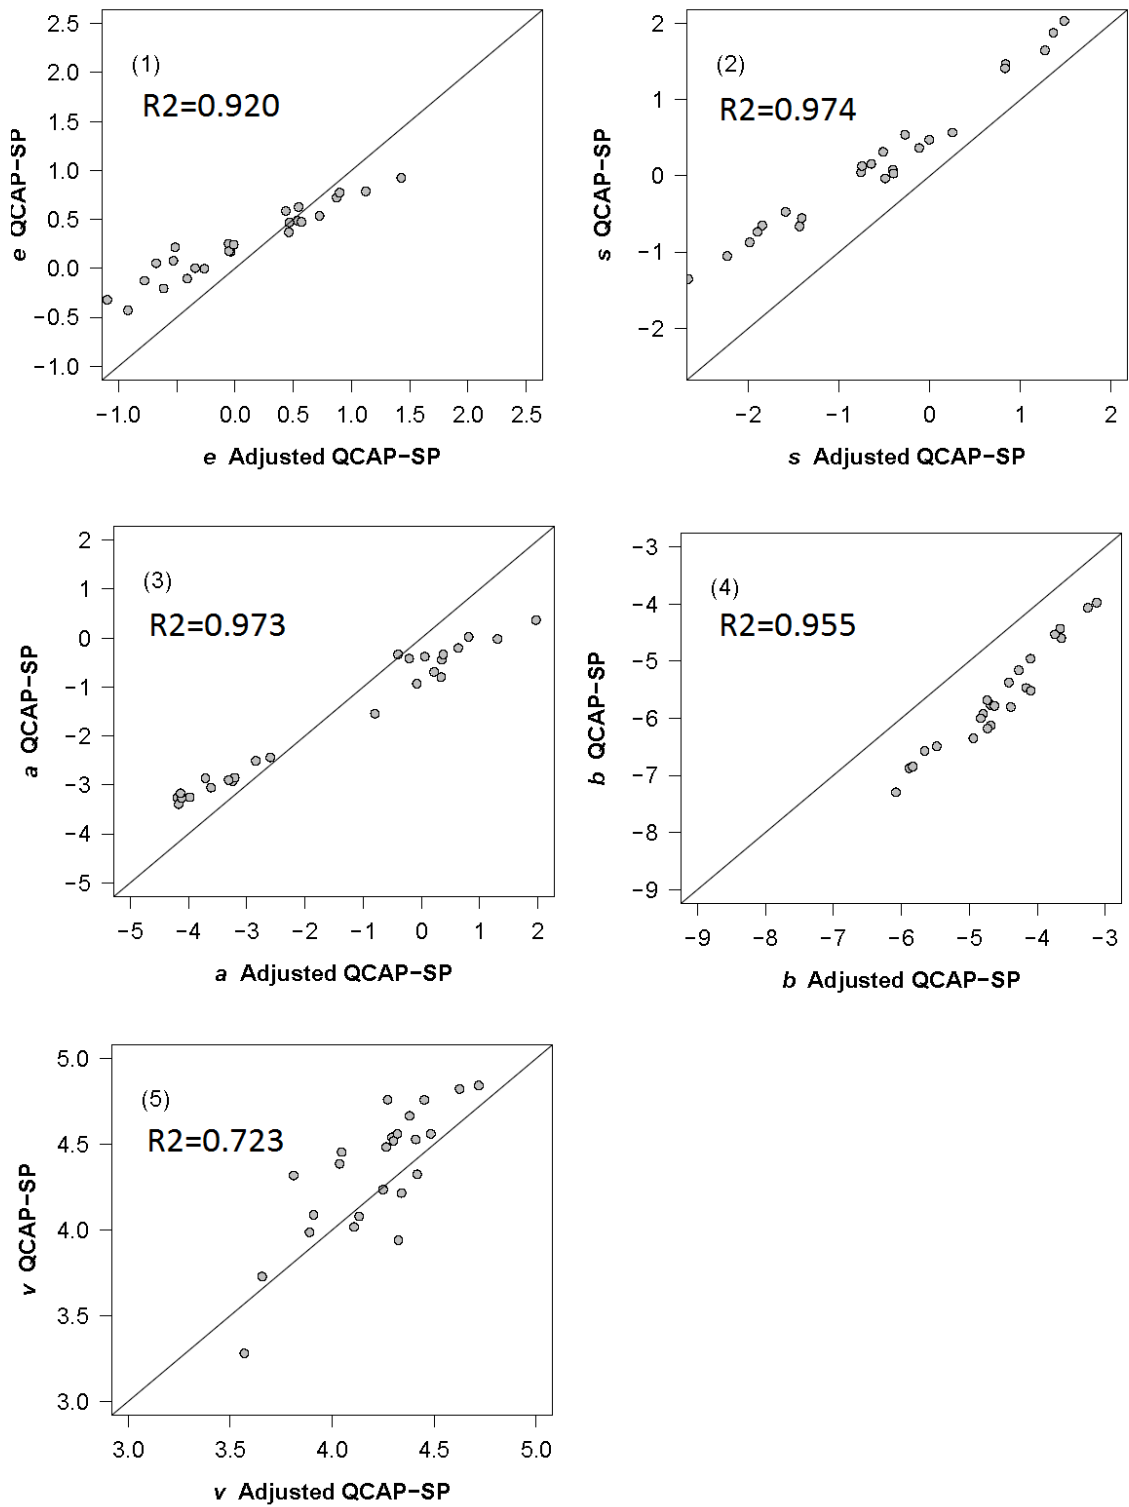 2.5
2.0
1.5
1.0
0.5
0.0
−0.5
−1.0
e QCAP−SP
(1)
R2=0.920
−1.0 0.0 0.5 1.0 1.5 2.0 2.5
e Adjusted QCAP−SP
2
1
0
−1
−2
s QCAP−SP
(2)
R2=0.974
−2 −1 0 1 2
s Adjusted QCAP−SP
2
1
0
−1
−2
−3
−4
−5
a QCAP−SP
(3)
R2=0.973
−5 −4 −3 −2 −1 0 1 2
a Adjusted QCAP−SP
−3
−4
−5
−6
−7
−8
−9
b QCAP−SP
(4)
R2=0.955
−9 −8 −7 −6 −5 −4 −3
b Adjusted QCAP−SP
5.0
4.5
4.0
3.5
3.0
v QCAP−SP
(5)
R2=0.723
3.0 3.5 4.0 4.5 5.0
v Adjusted QCAP−SP